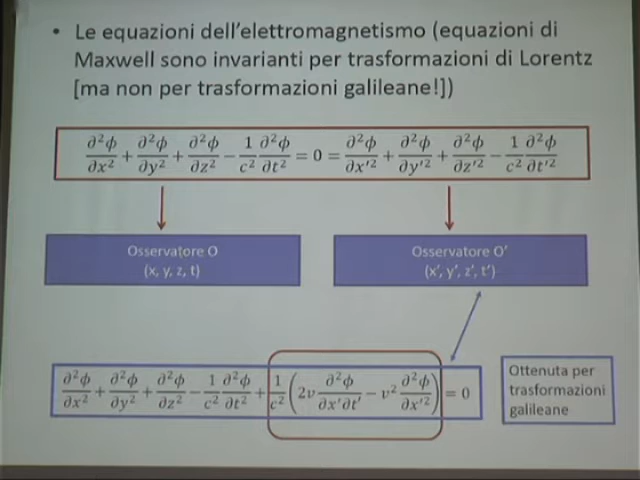 • Le equazioni dell'elettromagnetismo (equazioni di
Maxwell sono invarianti per trasformazioni di Lorentz
[ma non per trasformazioni galileane!])
∂²ϕ/∂x² + ∂²ϕ/∂y² + ∂²ϕ/∂z² − 1/c² ∂²ϕ/∂t² = 0 = ∂²ϕ/∂x′² + ∂²ϕ/∂y′² + ∂²ϕ/∂z′² − 1/c² ∂²ϕ/∂t′²
Osservatore O
(x, y, z, t)
Osservatore O'
(x', y', z', t')
∂²ϕ/∂x² + ∂²ϕ/∂y² + ∂²ϕ/∂z² − 1/c² ∂²ϕ/∂t² + 1/c² (2v ∂²ϕ/∂x′∂t′ − v² ∂²ϕ/∂x′²) = 0
Ottenuta per
trasformazioni
galileane